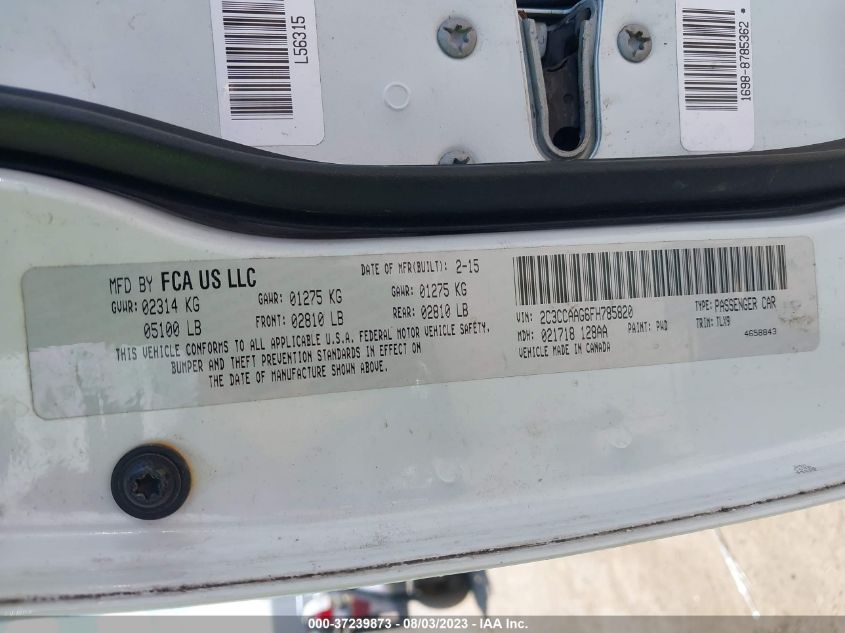 L56315
1698-8785362 *
MFD BY FCA US LLC
DATE OF MFR(BUILT): 2-15
GVWR: 02314 KG
GAWR: 01275 KG
GAWR: 01275 KG
05100 LB
FRONT: 02810 LB
REAR: 02810 LB
THIS VEHICLE CONFORMS TO ALL APPLICABLE U.S.A. FEDERAL MOTOR VEHICLE SAFETY,
BUMPER AND THEFT PREVENTION STANDARDS IN EFFECT ON
THE DATE OF MANUFACTURE SHOWN ABOVE.
VIN: 2C3CCAAG6FH785820
TYPE: PASSENGER CAR
MDH: 021718 128AA
PAINT: PWD
TRIM: TLX9
VEHICLE MADE IN CANADA
4658843
000-37239873 - 08/03/2023 - IAA Inc.